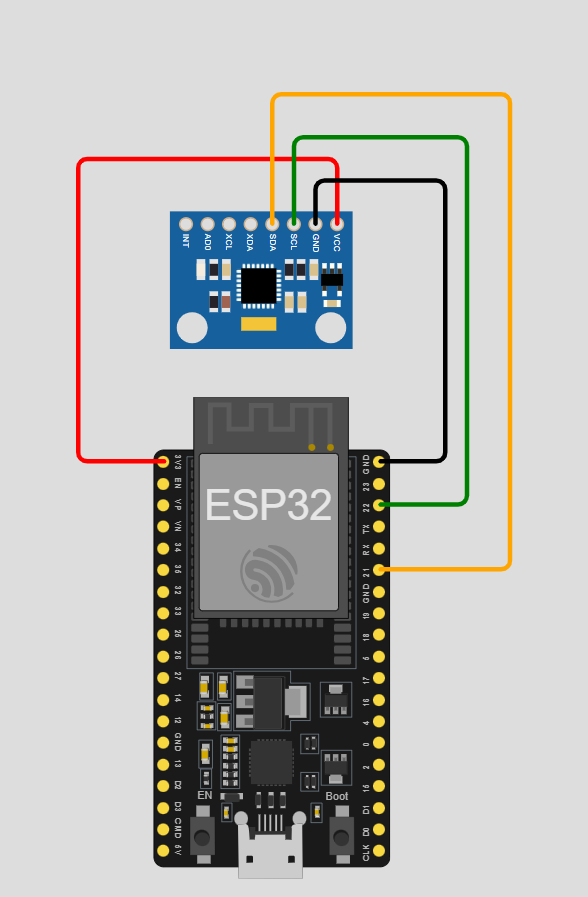 INT
AD0
XCL
XDA
SDA
SCL
GND
VCC
ESP32
3V3
EN
VP
VN
34
35
32
33
25
26
27
14
12
GND
13
D2
D3
CMD
5V
GND
23
22
TX
RX
21
GND
19
18
5
17
16
4
0
2
15
D1
D0
CLK
EN
Boot